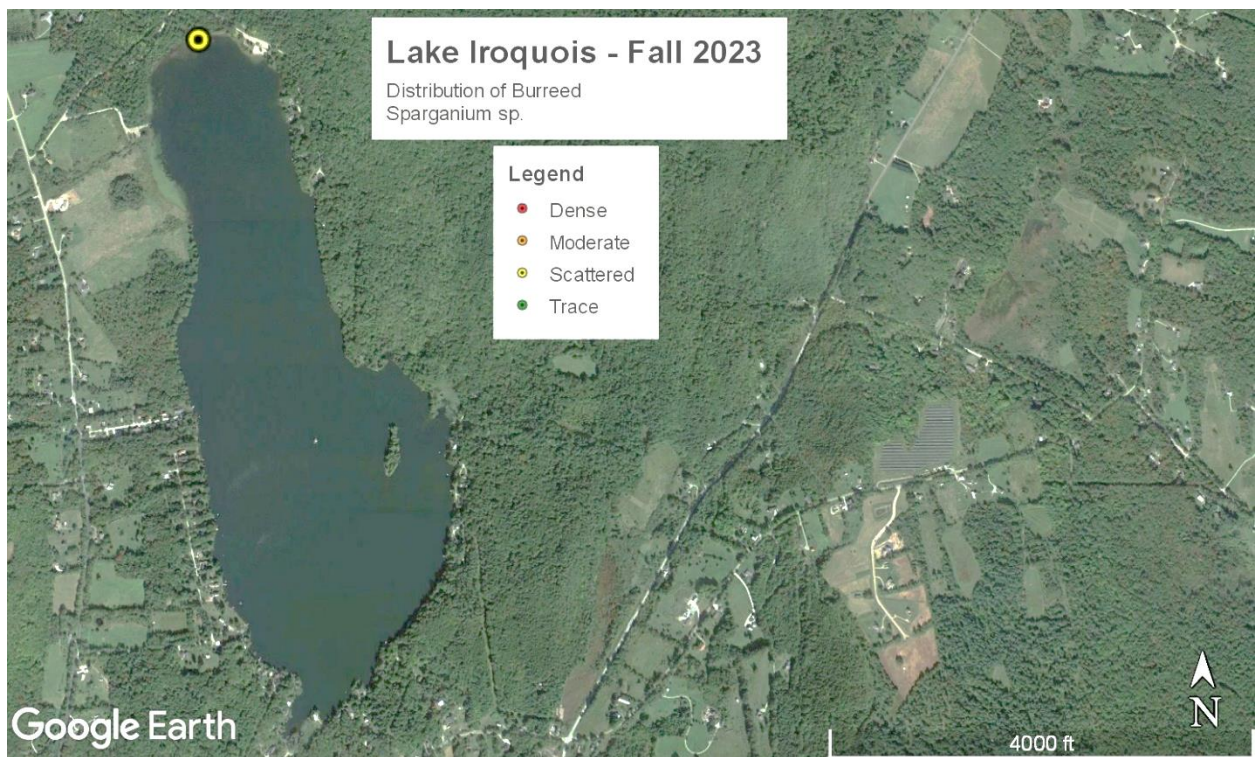 Lake Iroquois - Fall 2023
Distribution of Burreed
Sparganium sp.
Legend
Dense
Moderate
Scattered
Trace
Google Earth
N
4000 ft